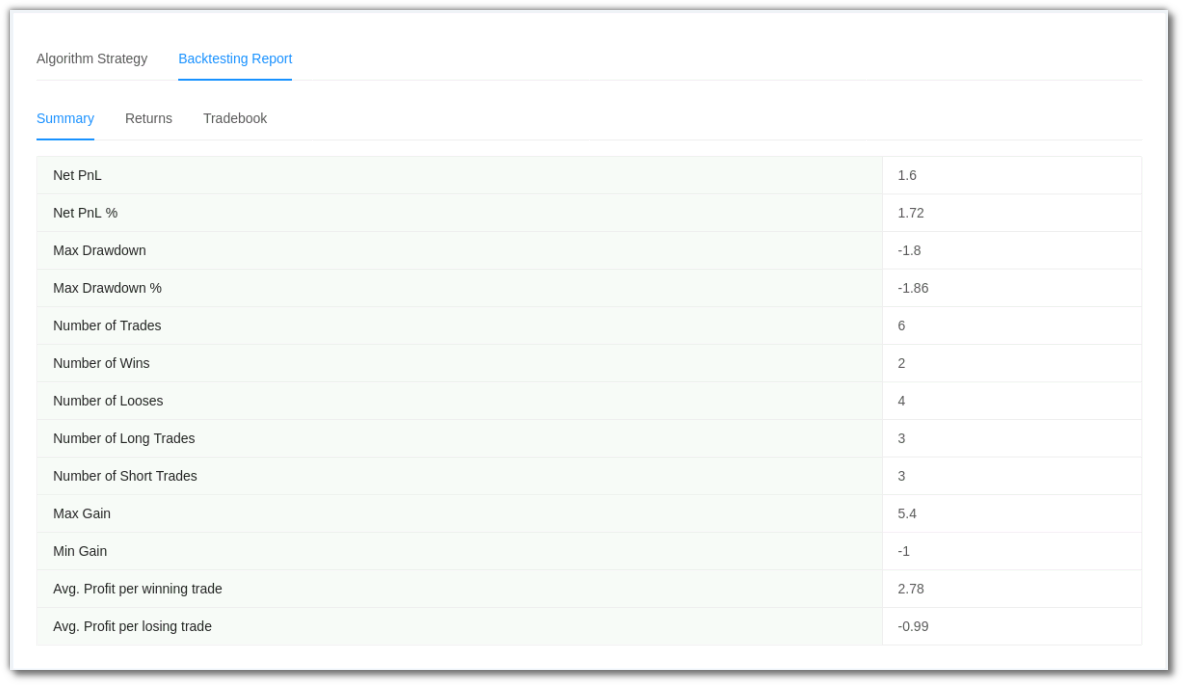 Algorithm Strategy Backtesting Report
Summary Returns Tradebook
Net PnL 1.6
Net PnL % 1.72
Max Drawdown -1.8
Max Drawdown % -1.86
Number of Trades 6
Number of Wins 2
Number of Looses 4
Number of Long Trades 3
Number of Short Trades 3
Max Gain 5.4
Min Gain -1
Avg. Profit per winning trade 2.78
Avg. Profit per losing trade -0.99